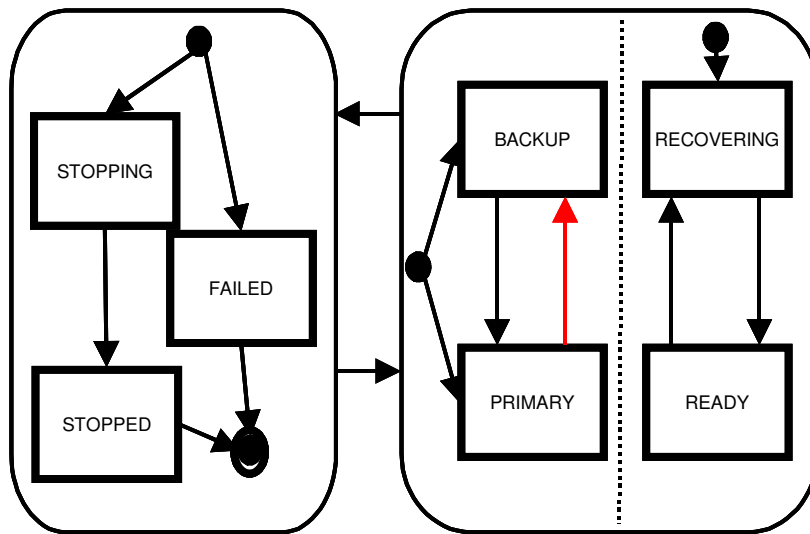 STOPPING
FAILED
STOPPED
BACKUP
PRIMARY
RECOVERING
READY